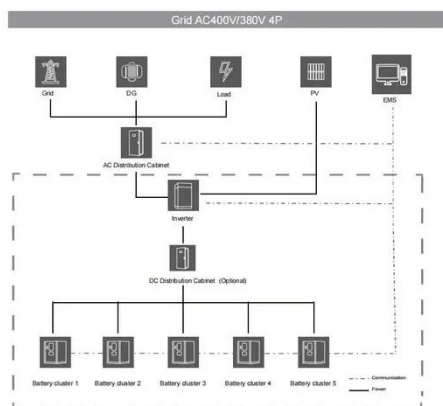 Grid AC400V/380V 4P
Grid
DG
Load
PV
EMS
AC Distribution Cabinet
Inverter
DC Distribution Cabinet (Optional)
Battery cluster 1
Battery cluster 2
Battery cluster 3
Battery cluster 4
Battery cluster 5
Communication
Power